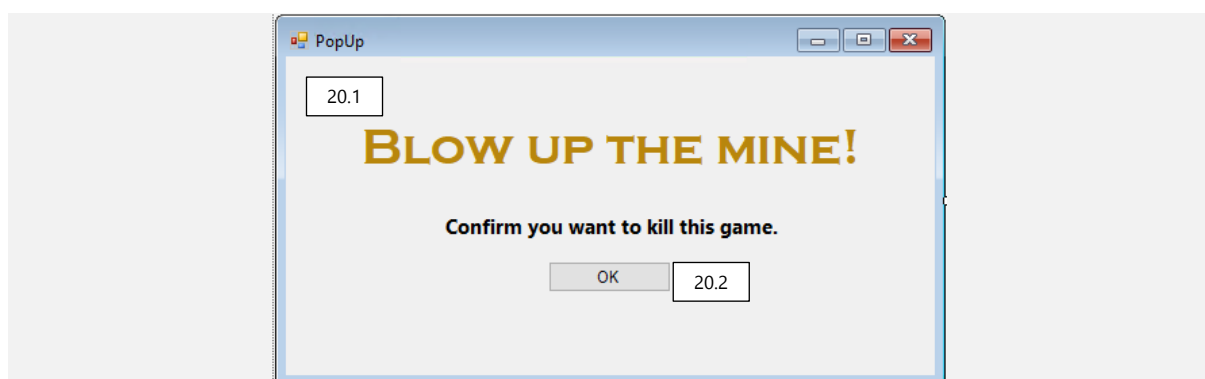 PopUp
20.1
BLOW UP THE MINE!
Confirm you want to kill this game.
OK
20.2